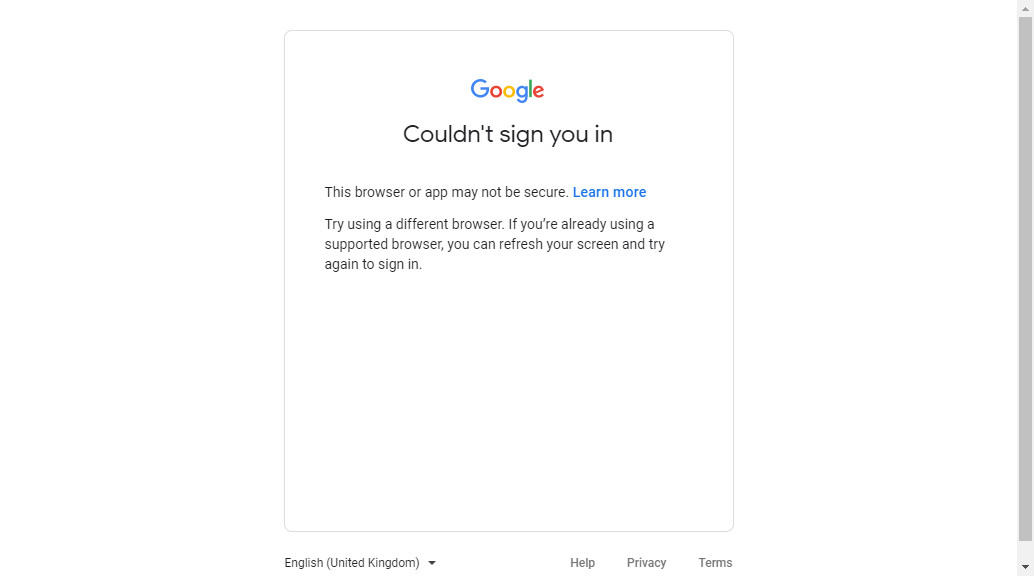 Google
Couldn't sign you in
This browser or app may not be secure. Learn more
Try using a different browser. If you’re already using a
supported browser, you can refresh your screen and try
again to sign in.
English (United Kingdom)
Help
Privacy
Terms